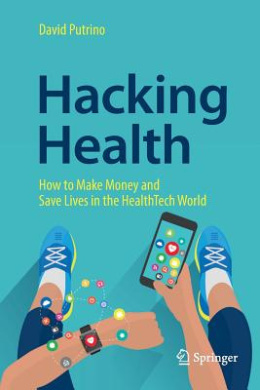 David Putrino
Hacking
Health
How to Make Money and
Save Lives in the HealthTech World
Springer